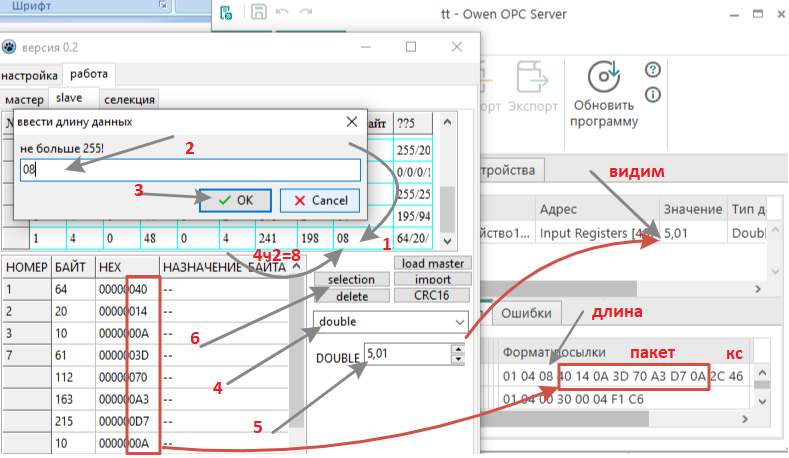 Шрифт
tt - Owen OPC Server
версия 0.2
настройка работа
мастер slave селекция
ввести длину данных
не больше 255!
2
08
3
OK
Cancel
айт ??5
255/20
0/0/0/1
255/25
195/94
1 4 0 48 0 4 241 198 08 64/20/
1
4ч2=8
НОМЕР БАЙТ HEX НАЗНАЧЕНИЕ БАЙТА
1 64 00000040 --
2 20 00000014 --
3 10 0000000A --
7 61 0000003D --
112 00000070 --
163 000000A3 --
215 000000D7 --
10 0000000A --
load master
selection import
delete CRC16
6
double
DOUBLE 5,01
4
5
орт Экспорт
Обновить
программу
тройства
видим
Адрес Значение Тип д
йство1... Input Registers [4 5,01 Doubl
Ошибки
длина
Формат посылки
пакет
кс
01 04 08 40 14 0A 3D 70 A3 D7 0A 2C 46
01 04 00 30 00 04 F1 C6